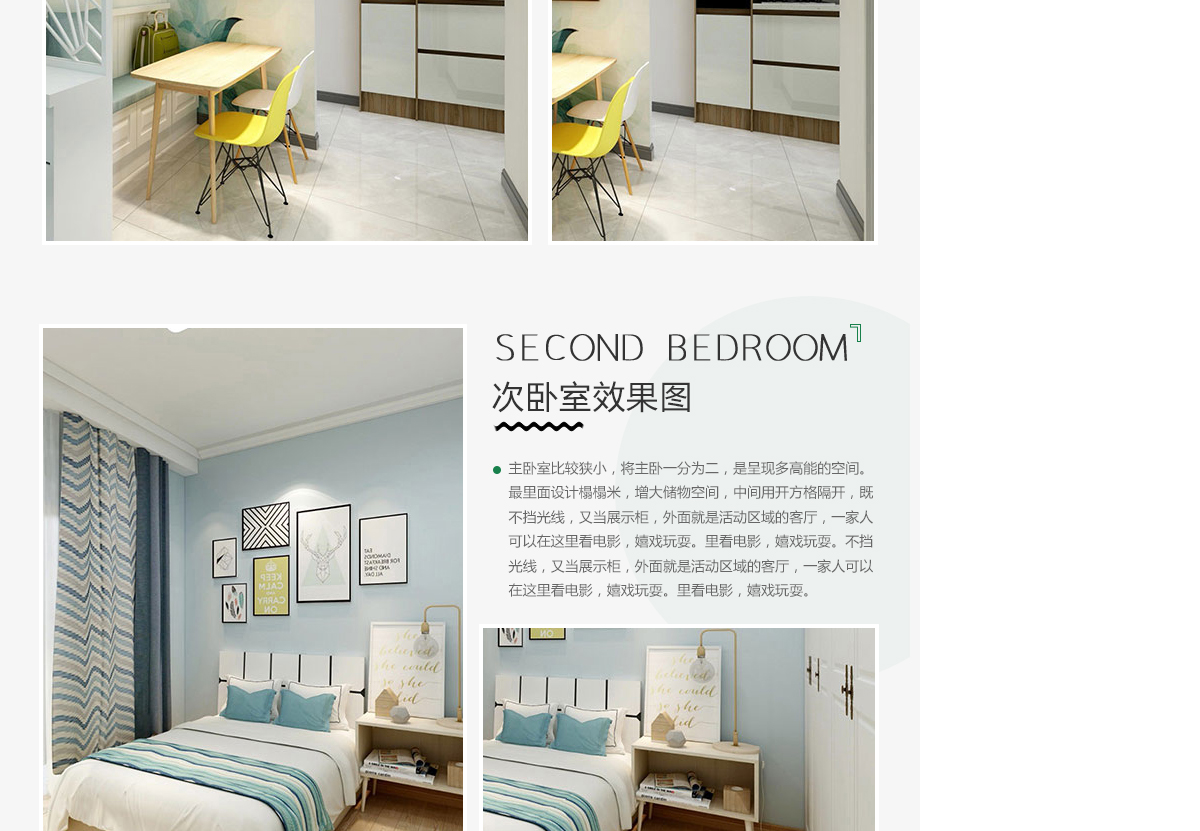 SECOND BEDROOM
次卧室效果图
主卧室比较狭小，将主卧一分为二，是呈现多高能的空间。
最里面设计榻榻米，增大储物空间，中间用开方格隔开，既
不挡光线，又当展示柜，外面就是活动区域的客厅，一家人
可以在这里看电影，嬉戏玩耍。里看电影，嬉戏玩耍。不挡
光线，又当展示柜，外面就是活动区域的客厅，一家人可以
在这里看电影，嬉戏玩耍。里看电影，嬉戏玩耍。
EAT
DIAMONDS
FOR BREAKFAST
AND SHINE
ALL DAY
KEEP
CALM
AND
CARRY
ON
she
believed
she could
so she
did
ON
she
believed
she could
so she
did